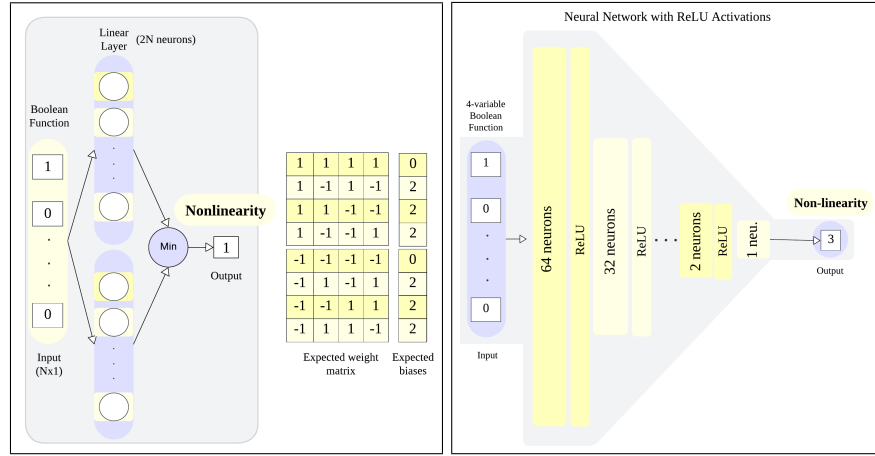 Linear
Layer
(2N neurons)
Boolean
Function
1
0
.
.
.
0
Input
(Nx1)
.
.
.
.
.
.
Min
Nonlinearity
1
Output
1 1 1 1 0
1 -1 1 -1 2
1 1 -1 -1 2
1 -1 -1 1 2
-1 -1 -1 -1 0
-1 1 -1 1 2
-1 -1 1 1 2
-1 1 1 -1 2
Expected weight
matrix
Expected
biases
Neural Network with ReLU Activations
4-variable
Boolean
Function
1
0
.
.
.
0
Input
64 neurons
ReLU
32 neurons
ReLU
. . .
2 neurons
ReLU
1 neu.
Non-linearity
3
Output